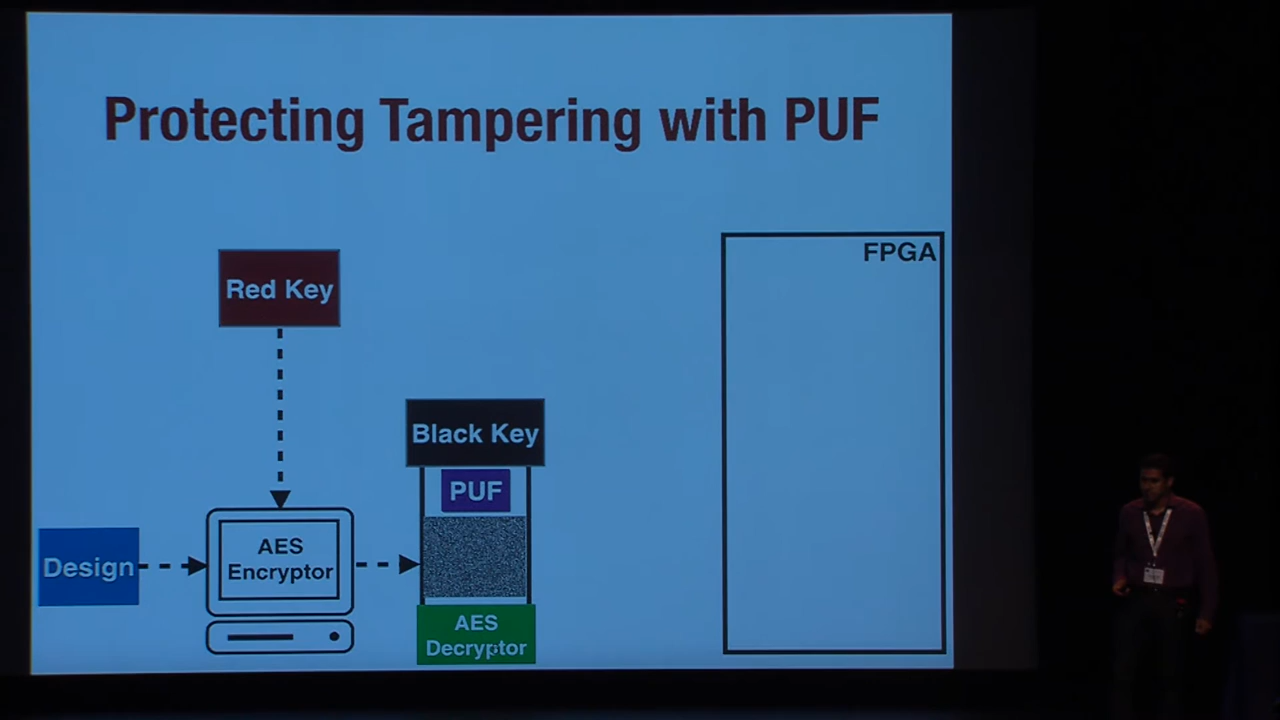 Protecting Tampering with PUF
FPGA
Red Key
Black Key
PUF
Design
AES
Encryptor
AES
Decryptor